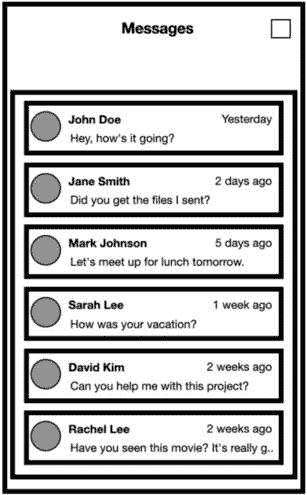 Messages
John Doe Yesterday
Hey, how's it going?
Jane Smith 2 days ago
Did you get the files I sent?
Mark Johnson 5 days ago
Let's meet up for lunch tomorrow.
Sarah Lee 1 week ago
How was your vacation?
David Kim 2 weeks ago
Can you help me with this project?
Rachel Lee 2 weeks ago
Have you seen this movie? It's really g..